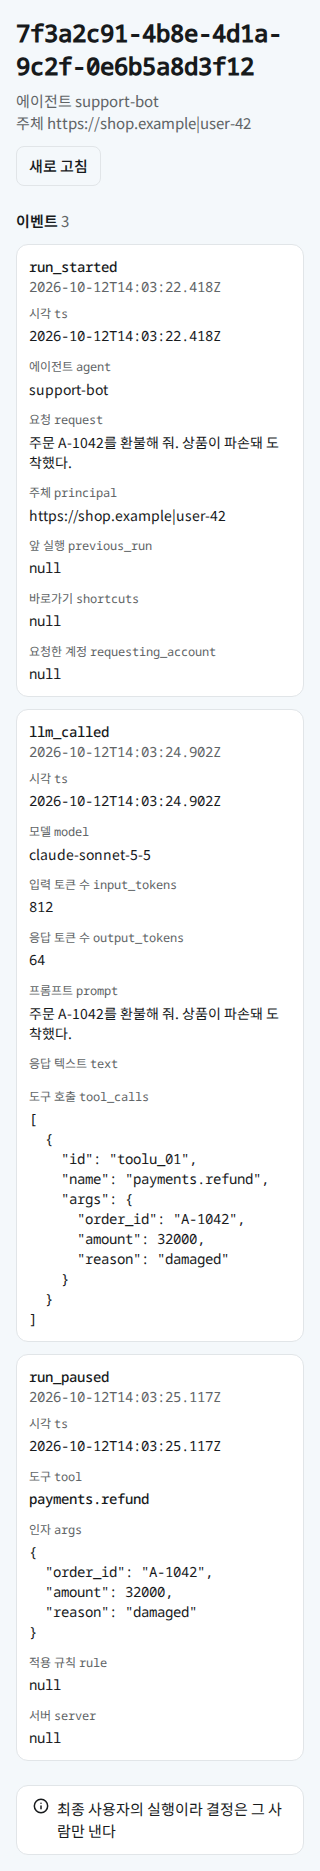 7f3a2c91-4b8e-4d1a-
9c2f-0e6b5a8d3f12
에이전트 support-bot
주체 https://shop.example|user-42
새로 고침
이벤트 3
run_started
2026-10-12T14:03:22.418Z
시각 ts
2026-10-12T14:03:22.418Z
에이전트 agent
support-bot
요청 request
주문 A-1042를 환불해 줘. 상품이 파손돼 도
착했다.
주체 principal
https://shop.example|user-42
앞 실행 previous_run
null
바로가기 shortcuts
null
요청한 계정 requesting_account
null
llm_called
2026-10-12T14:03:24.902Z
시각 ts
2026-10-12T14:03:24.902Z
모델 model
claude-sonnet-5-5
입력 토큰 수 input_tokens
812
응답 토큰 수 output_tokens
64
프롬프트 prompt
주문 A-1042를 환불해 줘. 상품이 파손돼 도
착했다.
응답 텍스트 text
도구 호출 tool_calls
[
  {
    "id": "toolu_01",
    "name": "payments.refund",
    "args": {
      "order_id": "A-1042",
      "amount": 32000,
      "reason": "damaged"
    }
  }
]
run_paused
2026-10-12T14:03:25.117Z
시각 ts
2026-10-12T14:03:25.117Z
도구 tool
payments.refund
인자 args
{
  "order_id": "A-1042",
  "amount": 32000,
  "reason": "damaged"
}
적용 규칙 rule
null
서버 server
null
최종 사용자의 실행이라 결정은 그 사
람만 낸다